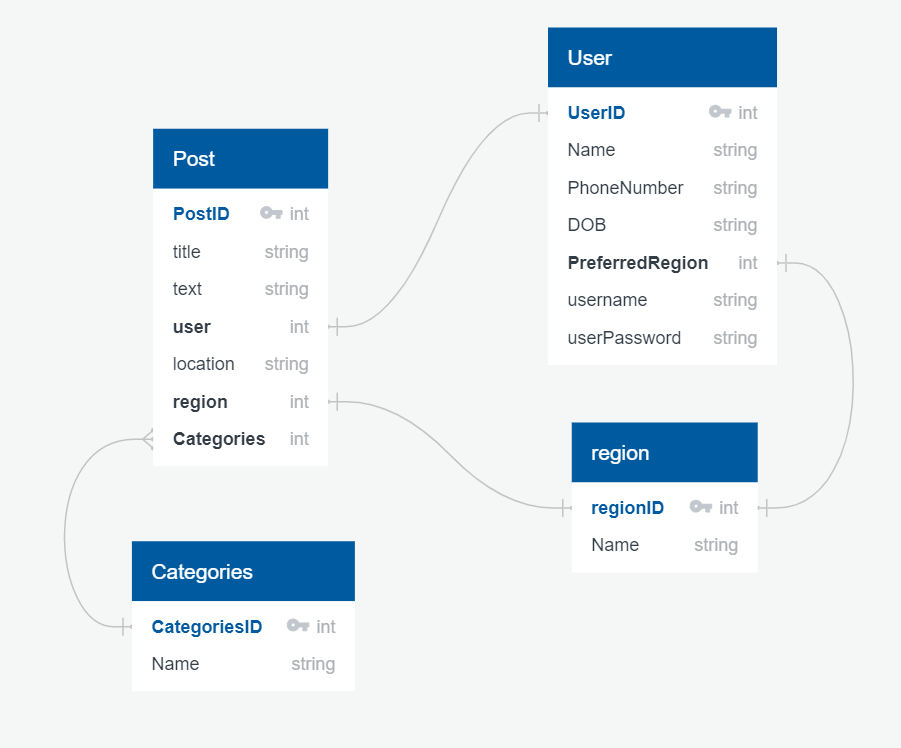 User
UserID int
Name string
PhoneNumber string
DOB string
PreferredRegion int
username string
userPassword string
Post
PostID int
title string
text string
user int
location string
region int
Categories int
region
regionID int
Name string
Categories
CategoriesID int
Name string